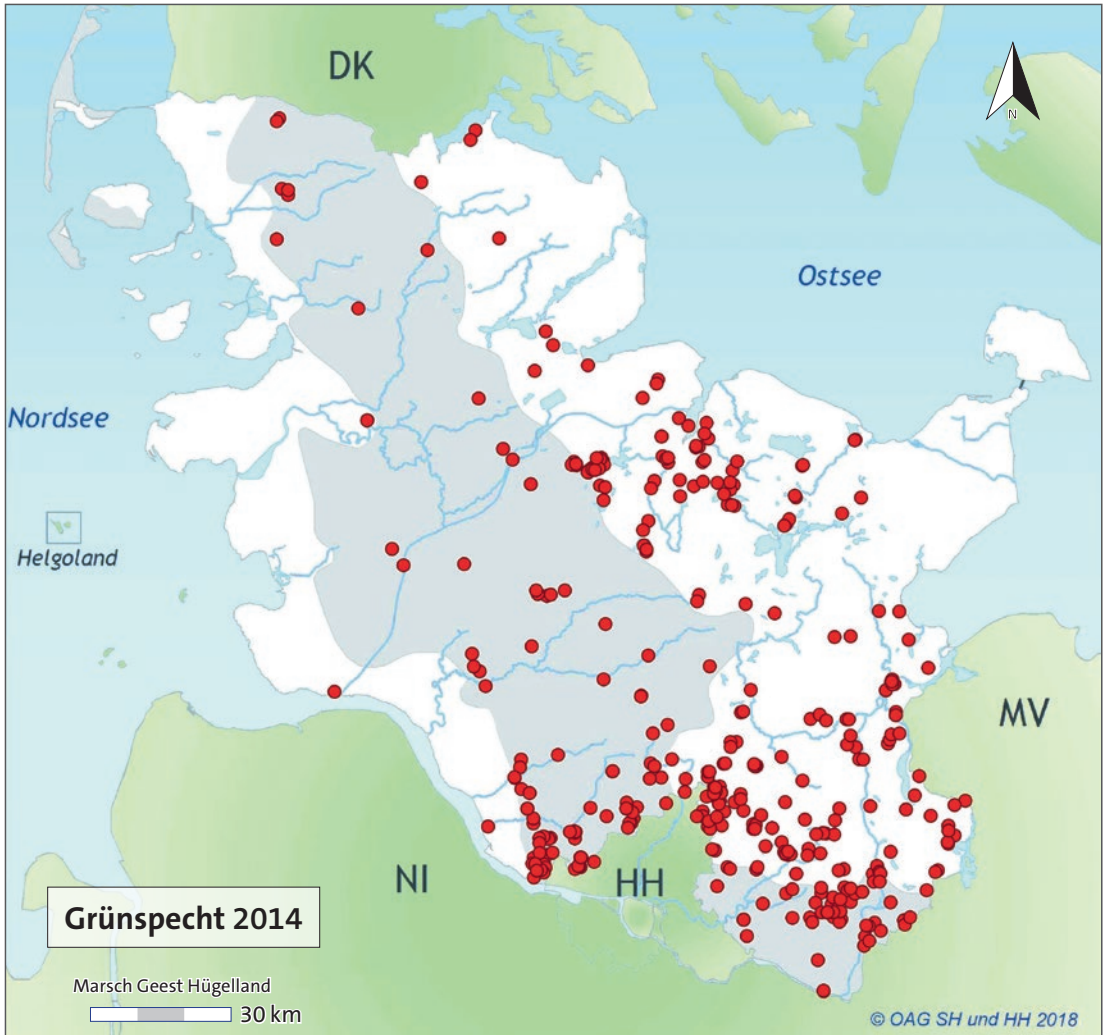 DK
N
Ostsee
Nordsee
Helgoland
MV
NI
HH
Grünspecht 2014
Marsch Geest Hügelland
30 km
© OAG SH und HH 2018